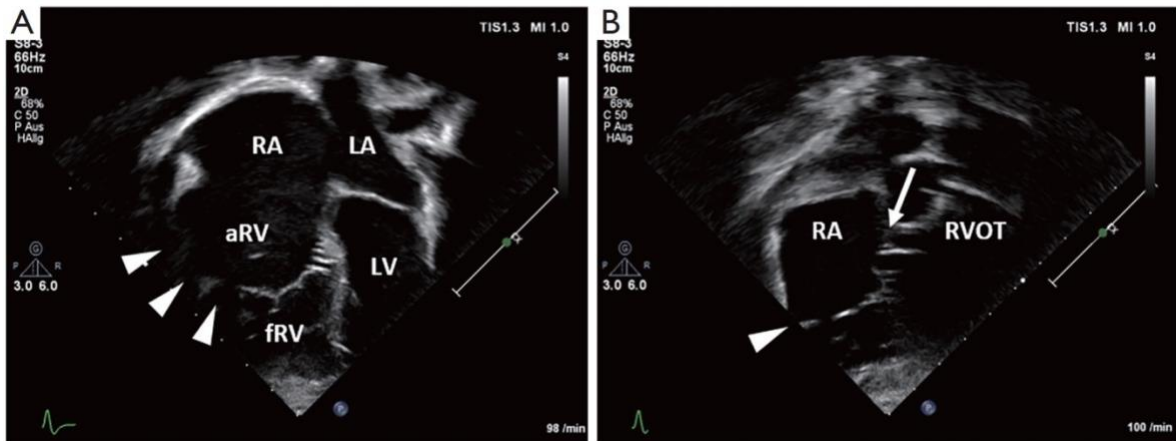 A
TIS1.3 MI 1.0
S8-3
66Hz
10cm
2D
68%
C 50
P Aus
HAllg
S4
RA
LA
aRV
LV
fRV
G
P R
3.0 6.0
P
98 /min
B
TIS1.3 MI 1.0
S8-3
66Hz
10cm
2D
68%
C 50
P Aus
HAllg
S4
RA
RVOT
G
P R
3.0 6.0
P
100 /min